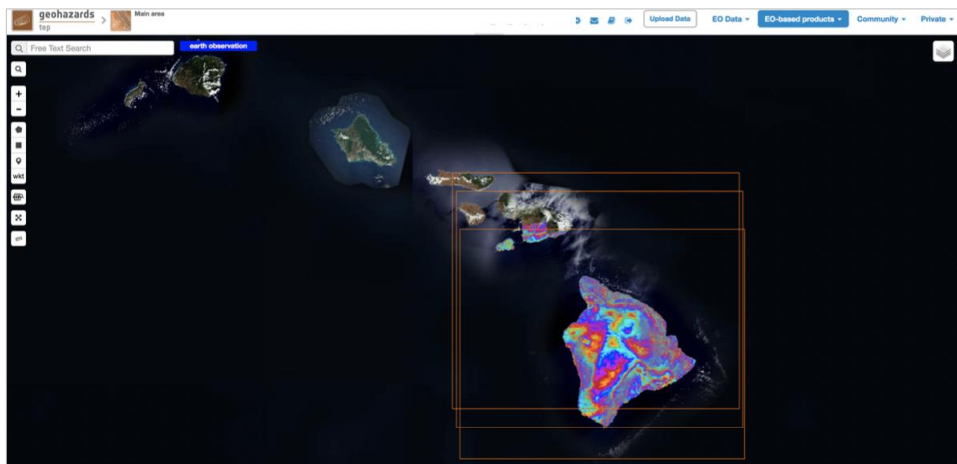 geohazards
tep
Main area
Upload Data
EO Data
EO-based products
Community
Private
Free Text Search
earth observation
+
-
wkt